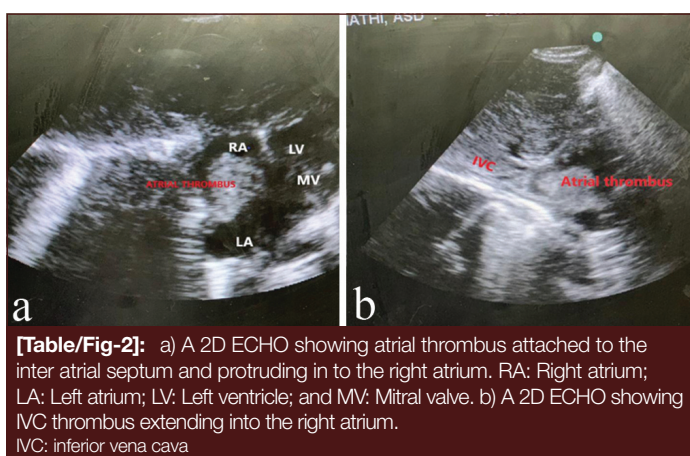 IATHI, ASD
RA
LV
ATRIAL THROMBUS
MV
LA
a
IVC
Atrial thrombus
b
[Table/Fig-2]: a) A 2D ECHO showing atrial thrombus attached to the
inter atrial septum and protruding in to the right atrium. RA: Right atrium;
LA: Left atrium; LV: Left ventricle; and MV: Mitral valve. b) A 2D ECHO showing
IVC thrombus extending into the right atrium.
IVC: inferior vena cava